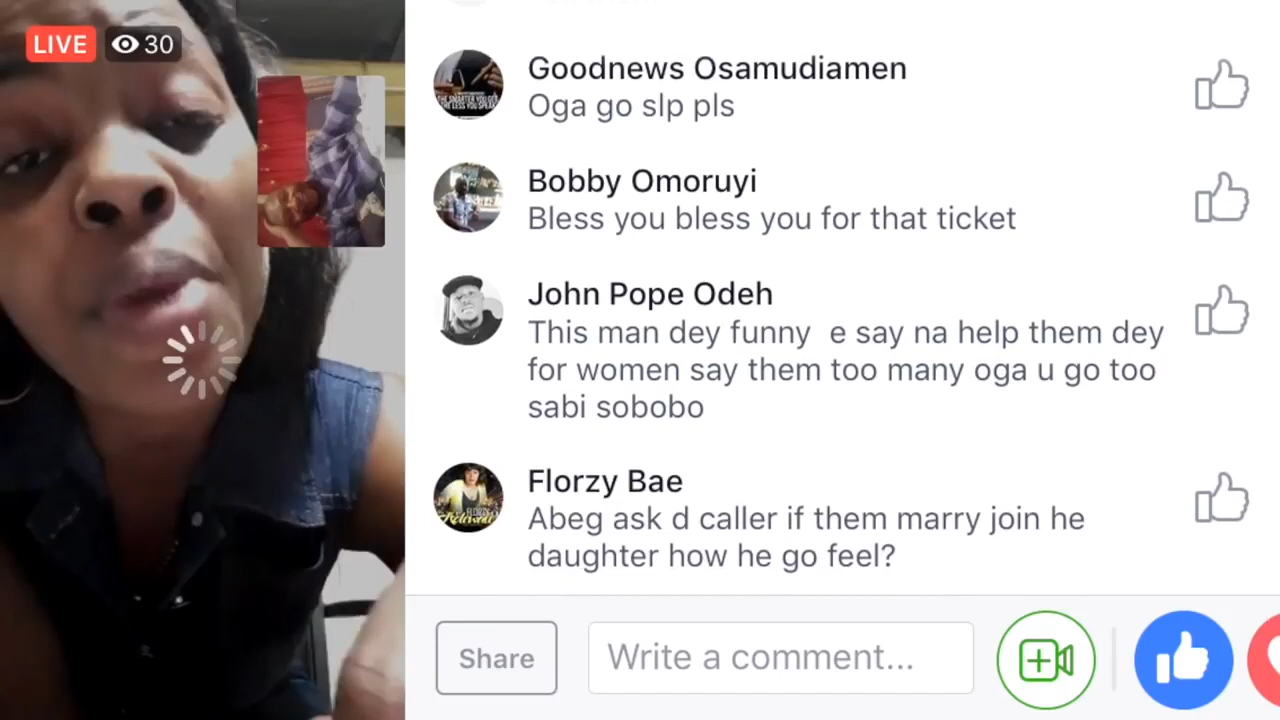 LIVE 30
Goodnews Osamudiamen
Oga go slp pls
Bobby Omoruyi
Bless you bless you for that ticket
John Pope Odeh
This man dey funny e say na help them dey
for women say them too many oga u go too
sabi sobobo
Florzy Bae
Abeg ask d caller if them marry join he
daughter how he go feel?
Share
Write a comment...